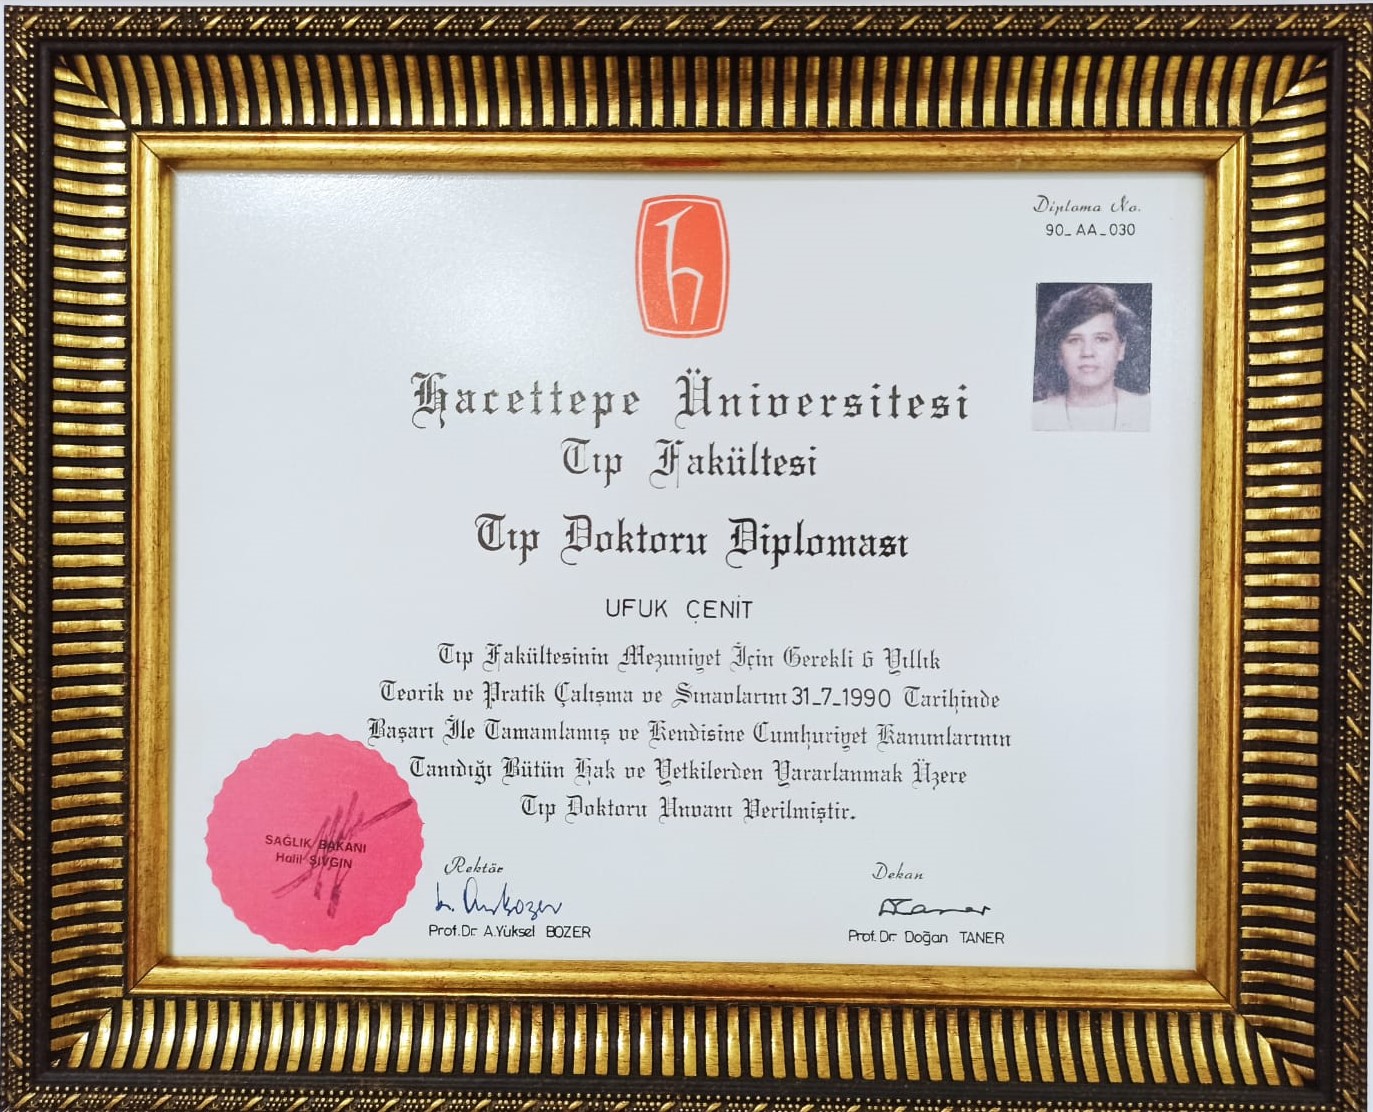 Diploma No.
90_AA_030
Hacettepe Üniversitesi
Tıp Fakültesi
Tıp Doktoru Diploması
UFUK ÇENİT
Tıp Fakültesinin Mezuniyet İçin Gerekli 6 Yıllık
Teorik ve Pratik Çalışma ve Sınavlarını 31_7_1990 Tarihinde
Başarı İle Tamamlamış ve Kendisine Cumhuriyet Kanunlarının
Tanıdığı Bütün Hak ve Yetkilerden Yararlanmak Üzere
Tıp Doktoru Unvanı Verilmiştir.
SAĞLIK BAKANI
Halil ŞIVGIN
Rektör
Prof.Dr. A.Yüksel BOZER
Dekan
Prof.Dr. Doğan TANER